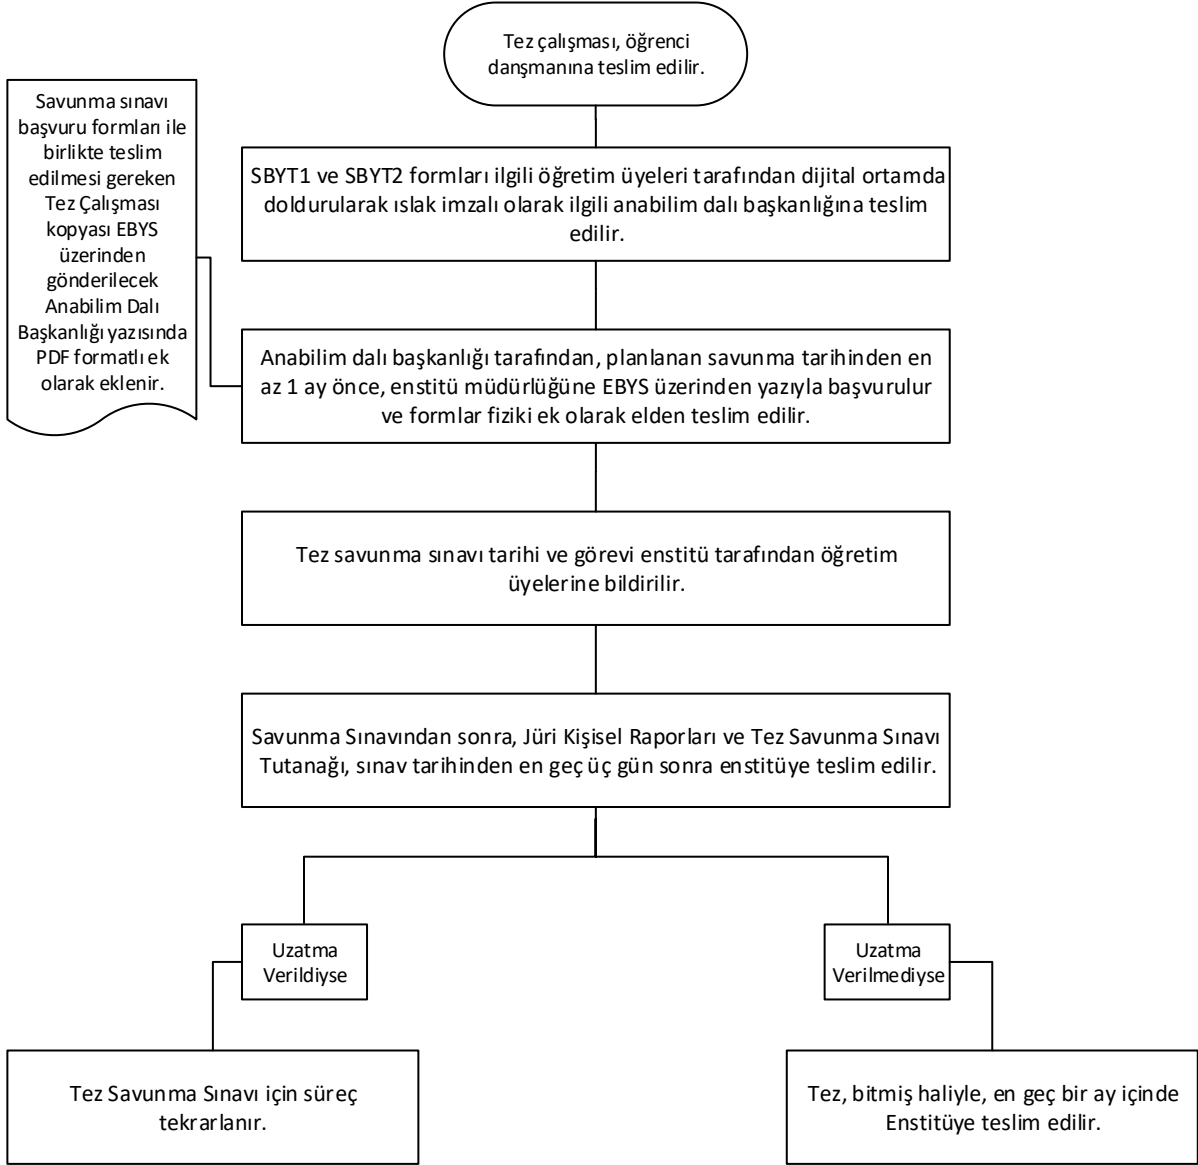 Tez çalışması, öğrenci
danşmanına teslim edilir.
Savunma sınavı
başvuru formları ile
birlikte teslim
edilmesi gereken
Tez Çalışması
kopyası EBYS
üzerinden
gönderilecek
Anabilim Dalı
Başkanlığı yazısında
PDF formatlı ek
olarak eklenir.
SBYT1 ve SBYT2 formları ilgili öğretim üyeleri tarafından dijital ortamda
doldurularak ıslak imzalı olarak ilgili anabilim dalı başkanlığına teslim
edilir.
Anabilim dalı başkanlığı tarafından, planlanan savunma tarihinden en
az 1 ay önce, enstitü müdürlüğüne EBYS üzerinden yazıyla başvurulur
ve formlar fiziki ek olarak elden teslim edilir.
Tez savunma sınavı tarihi ve görevi enstitü tarafından öğretim
üyelerine bildirilir.
Savunma Sınavından sonra, Jüri Kişisel Raporları ve Tez Savunma Sınavı
Tutanağı, sınav tarihinden en geç üç gün sonra enstitüye teslim edilir.
Uzatma
Verildiyse
Uzatma
Verilmediyse
Tez Savunma Sınavı için süreç
tekrarlanır.
Tez, bitmiş haliyle, en geç bir ay içinde
Enstitüye teslim edilir.